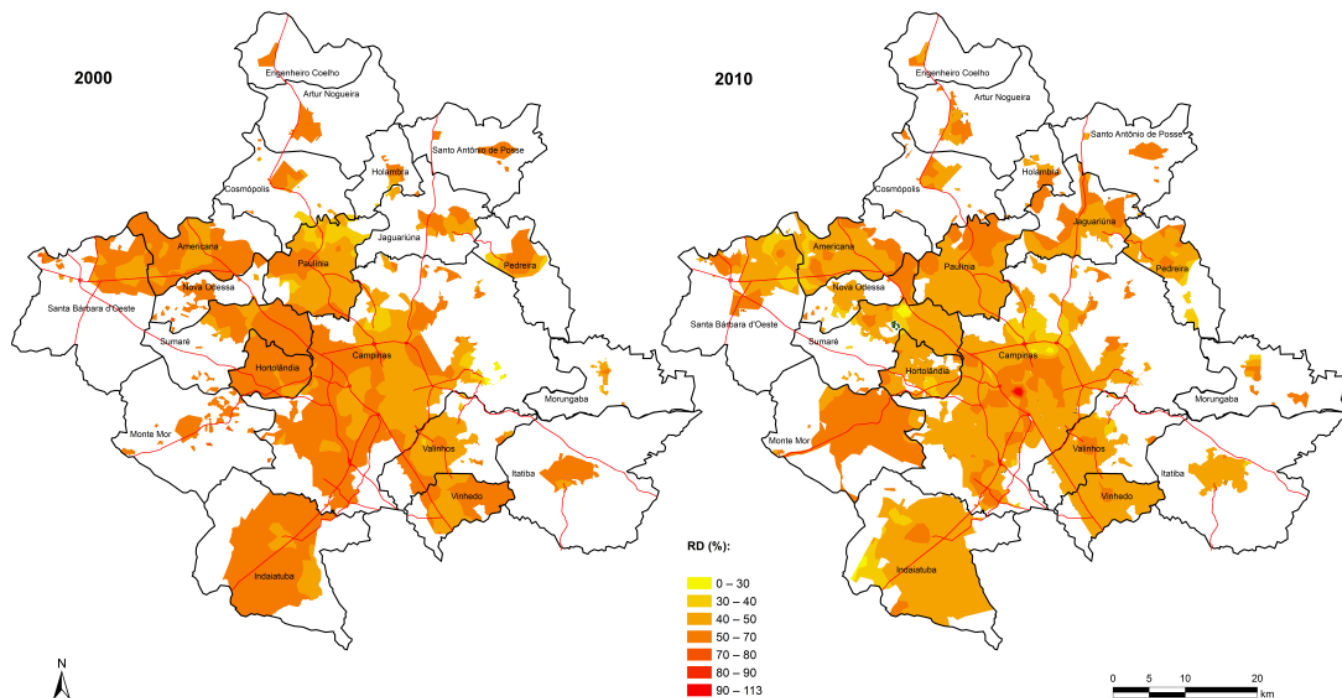 2000
Engenheiro Coelho
Artur Nogueira
Santo Antônio de Posse
Holambra
Cosmópolis
Jaguariúna
Americana
Paulínia
Pedreira
Nova Odessa
Santa Bárbara d'Oeste
Sumaré
Campinas
Hortolândia
Morungaba
Monte Mor
Valinhos
Itatiba
Vinhedo
Indaiatuba
N
2010
Engenheiro Coelho
Artur Nogueira
Santo Antônio de Posse
Holambra
Cosmópolis
Jaguariúna
Americana
Paulínia
Pedreira
Nova Odessa
Santa Bárbara d'Oeste
Sumaré
Campinas
Hortolândia
Morungaba
Monte Mor
Valinhos
Itatiba
Vinhedo
Indaiatuba
RD (%):
0 – 30
30 – 40
40 – 50
50 – 70
70 – 80
80 – 90
90 – 113
0 5 10 20
km